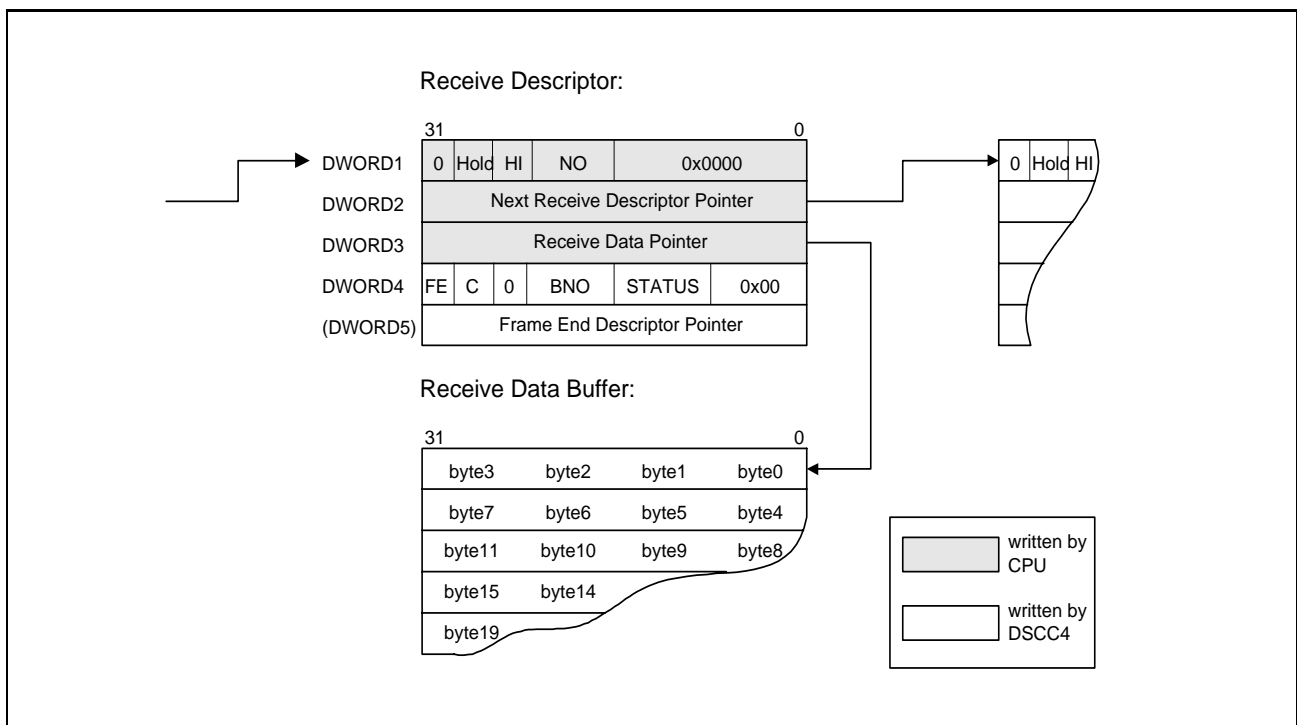 Receive Descriptor:
31 0
DWORD1 0 Hold HI NO 0x0000 0 Hold HI
DWORD2 Next Receive Descriptor Pointer
DWORD3 Receive Data Pointer
DWORD4 FE C 0 BNO STATUS 0x00
(DWORD5) Frame End Descriptor Pointer
Receive Data Buffer:
31 0
byte3 byte2 byte1 byte0
byte7 byte6 byte5 byte4
byte11 byte10 byte9 byte8
byte15 byte14
byte19
written by
CPU
written by
DSCC4